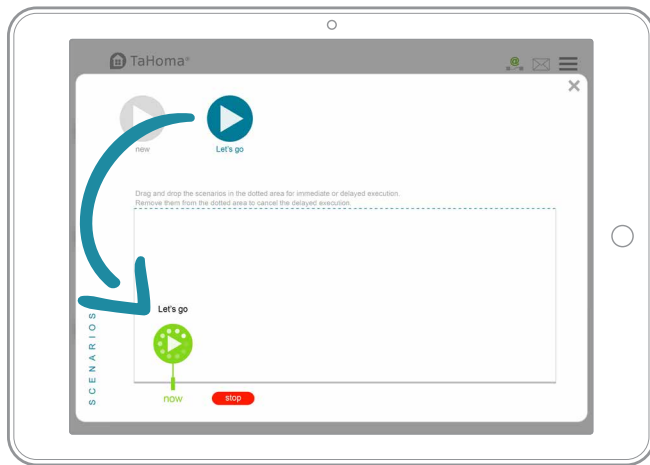 TaHoma®
@
new
Let's go
Drag and drop the scenarios in the dotted area for immediate or delayed execution.
Remove them from the dotted area to cancel the delayed execution.
Let's go
SCENARIOS
now
stop